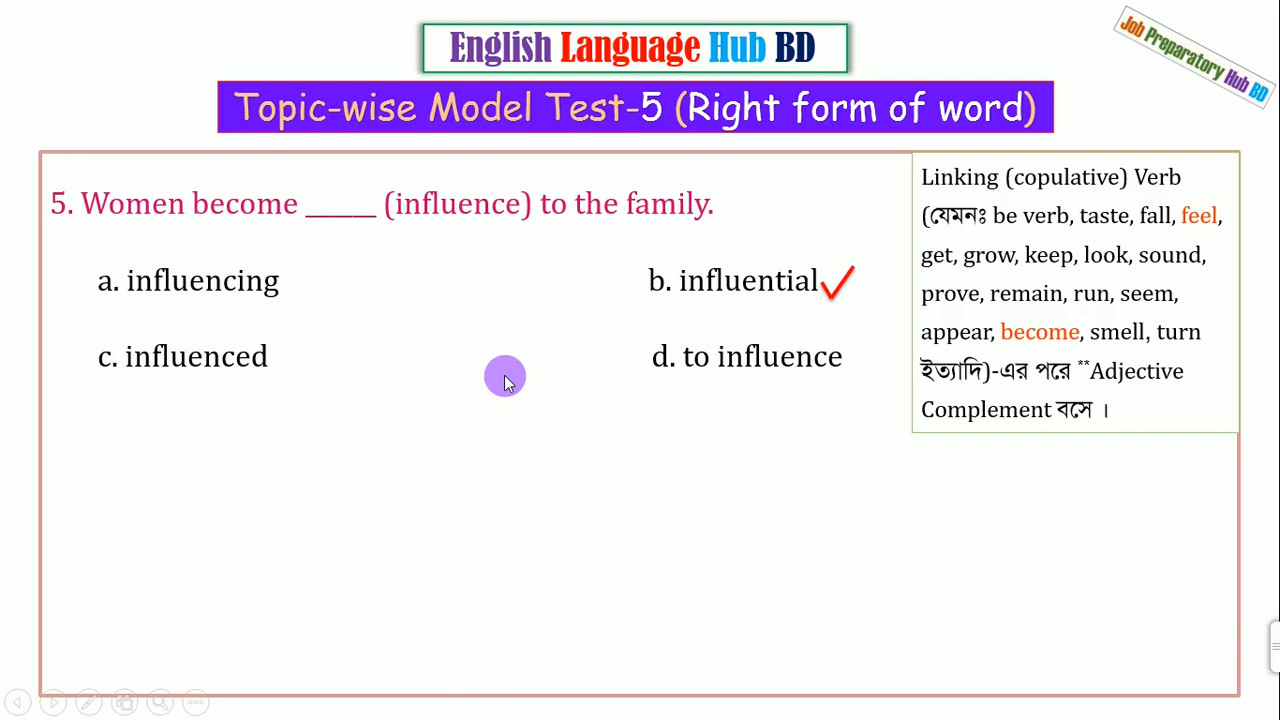 English Language Hub BD
Job Preparatory Hub BD
Topic-wise Model Test-5 (Right form of word)
5. Women become ______ (influence) to the family.
a. influencing
b. influential
c. influenced
d. to influence
Linking (copulative) Verb
(যেমনঃ be verb, taste, fall, feel,
get, grow, keep, look, sound,
prove, remain, run, seem,
appear, become, smell, turn
ইত্যাদি)-এর পরে **Adjective
Complement বসে ।